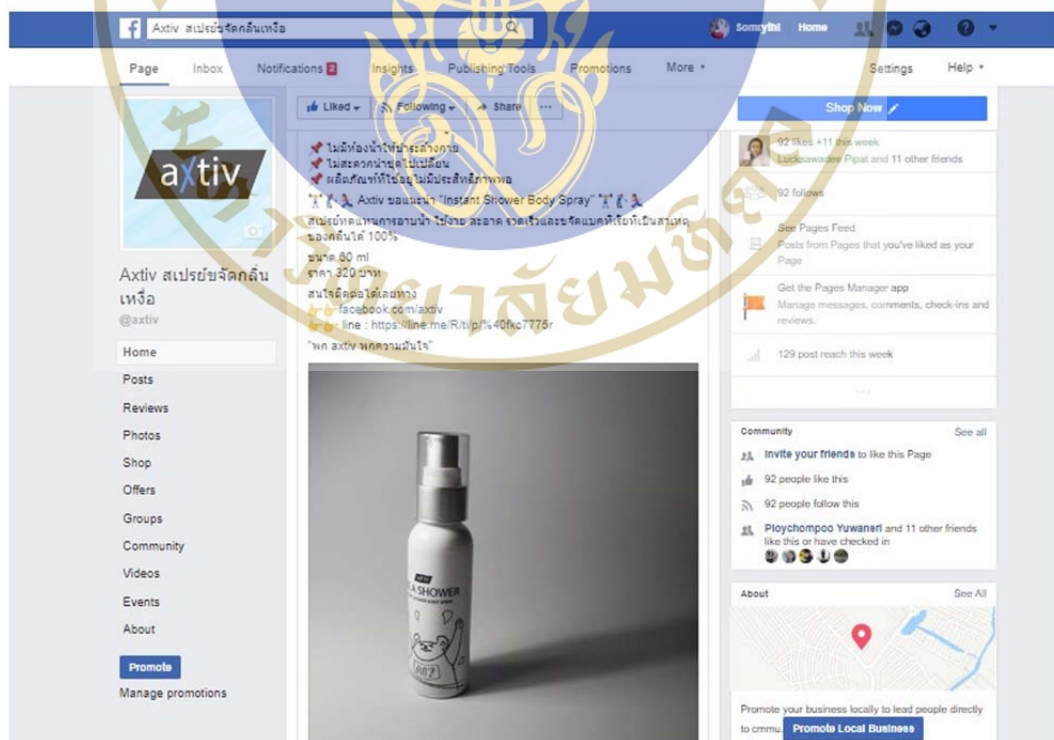 Axtiv สเปรย์ขจัดกลิ่นเหงื่อ
Somrythi Home
Page Inbox Notifications 2 Insights Publishing Tools Promotions More Settings Help
axtiv
Axtiv สเปรย์ขจัดกลิ่น
เหงื่อ
@axtiv
Home
Posts
Reviews
Photos
Shop
Offers
Groups
Community
Videos
Events
About
Promote
Manage promotions
Liked Following Share ...
ไม่มีห้องน้ำให้ชำระล้างกาย
ไม่สะดวกนำชุดไปเปลี่ยน
ผลิตภัณฑ์ที่ใช้อยู่ไม่มีประสิทธิภาพพอ
Axtiv ขอแนะนำ "Instant Shower Body Spray"
สเปรย์ทดแทนการอาบน้ำ ใช้ง่าย สะอาด รวดเร็วและขจัดแบคทีเรียที่เป็นสาเหตุ
ของกลิ่นได้ 100%
ขนาด 80 ml
ราคา 320 บาท
สนใจติดต่อได้เลยทาง
facebook.com/axtiv
line : https://line.me/R/ti/p/%40fkc7775r
"พก axtiv พกความมั่นใจ"
A SHOWER
Shop Now
92 likes +11 this week
Lucksawadee Pipat and 11 other friends
92 follows
See Pages Feed
Posts from Pages that you've liked as your
Page
Get the Pages Manager app
Manage messages, comments, check-ins and
reviews.
129 post reach this week
...
Community See all
Invite your friends to like this Page
92 people like this
92 people follow this
Ploychompoo Yuwaneri and 11 other friends
like this or have checked in
About See All
Promote your business locally to lead people directly
to cmmu. Promote Local Business
วิทยาลัยมหิดล